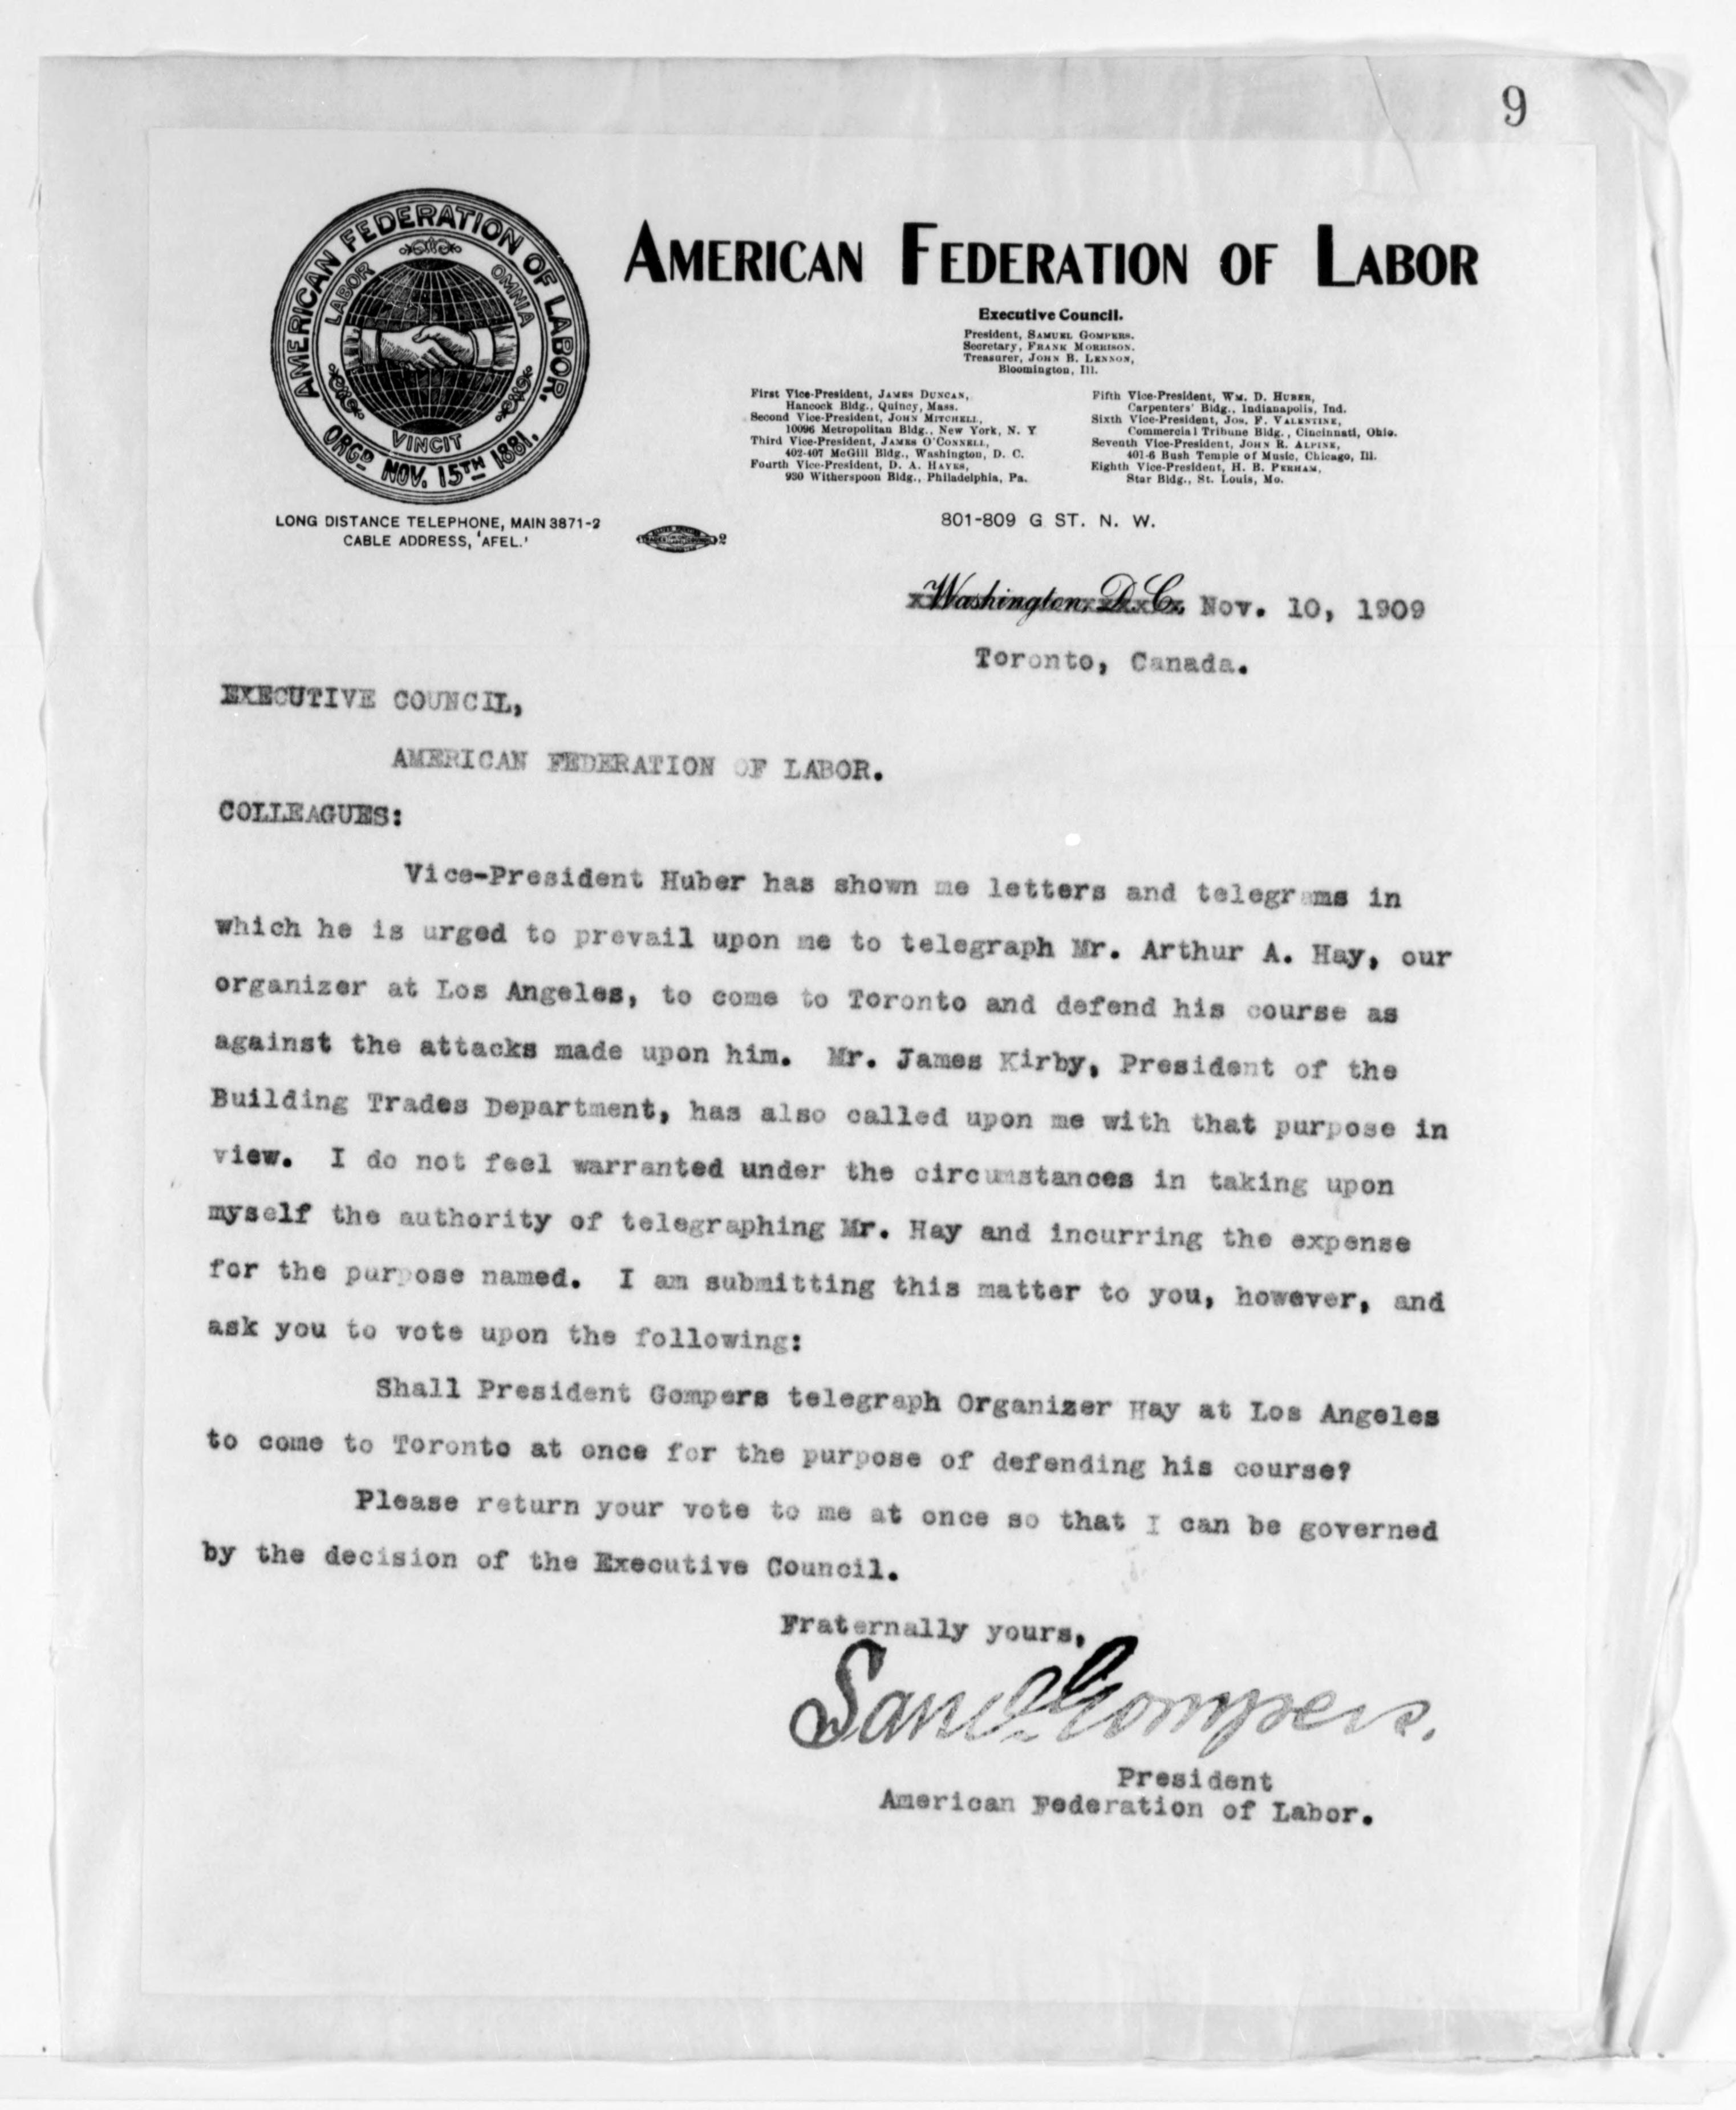 9
AMERICAN FEDERATION OF LABOR.
LABOR OMNIA
VINCIT
ORG'D NOV. 15TH 1881.
LONG DISTANCE TELEPHONE, MAIN 3871-2
CABLE ADDRESS, 'AFEL.'
2
AMERICAN FEDERATION OF LABOR
Executive Council.
President, SAMUEL GOMPERS.
Secretary, FRANK MORRISON.
Treasurer, JOHN B. LENNON,
Bloomington, Ill.
First Vice-President, JAMES DUNCAN,
Hancock Bldg., Quincy, Mass.
Second Vice-President, JOHN MITCHELL,
10096 Metropolitan Bldg., New York, N. Y
Third Vice-President, JAMES O'CONNELL,
402-407 McGill Bldg., Washington, D. C.
Fourth Vice-President, D. A. HAYES,
930 Witherspoon Bldg., Philadelphia, Pa.
Fifth Vice-President, WM. D. HUBER,
Carpenters' Bldg., Indianapolis, Ind.
Sixth Vice-President, JOS. F. VALENTINE,
Commercial Tribune Bldg., Cincinnati, Ohio.
Seventh Vice-President, JOHN R. ALPINE,
401-6 Bush Temple of Music, Chicago, Ill.
Eighth Vice-President, H. B. PERHAM,
Star Bldg., St. Louis, Mo.
801-809 G ST. N. W.
Washington, D. C. Nov. 10, 1909
Toronto, Canada.
EXECUTIVE COUNCIL,
AMERICAN FEDERATION OF LABOR.
COLLEAGUES:
Vice-President Huber has shown me letters and telegrams in
which he is urged to prevail upon me to telegraph Mr. Arthur A. Hay, our
organizer at Los Angeles, to come to Toronto and defend his course as
against the attacks made upon him. Mr. James Kirby, President of the
Building Trades Department, has also called upon me with that purpose in
view. I do not feel warranted under the circumstances in taking upon
myself the authority of telegraphing Mr. Hay and incurring the expense
for the purpose named. I am submitting this matter to you, however, and
ask you to vote upon the following:
Shall President Gompers telegraph Organizer Hay at Los Angeles
to come to Toronto at once for the purpose of defending his course?
Please return your vote to me at once so that I can be governed
by the decision of the Executive Council.
Fraternally yours,
Saml Gompers.
President
American Federation of Labor.